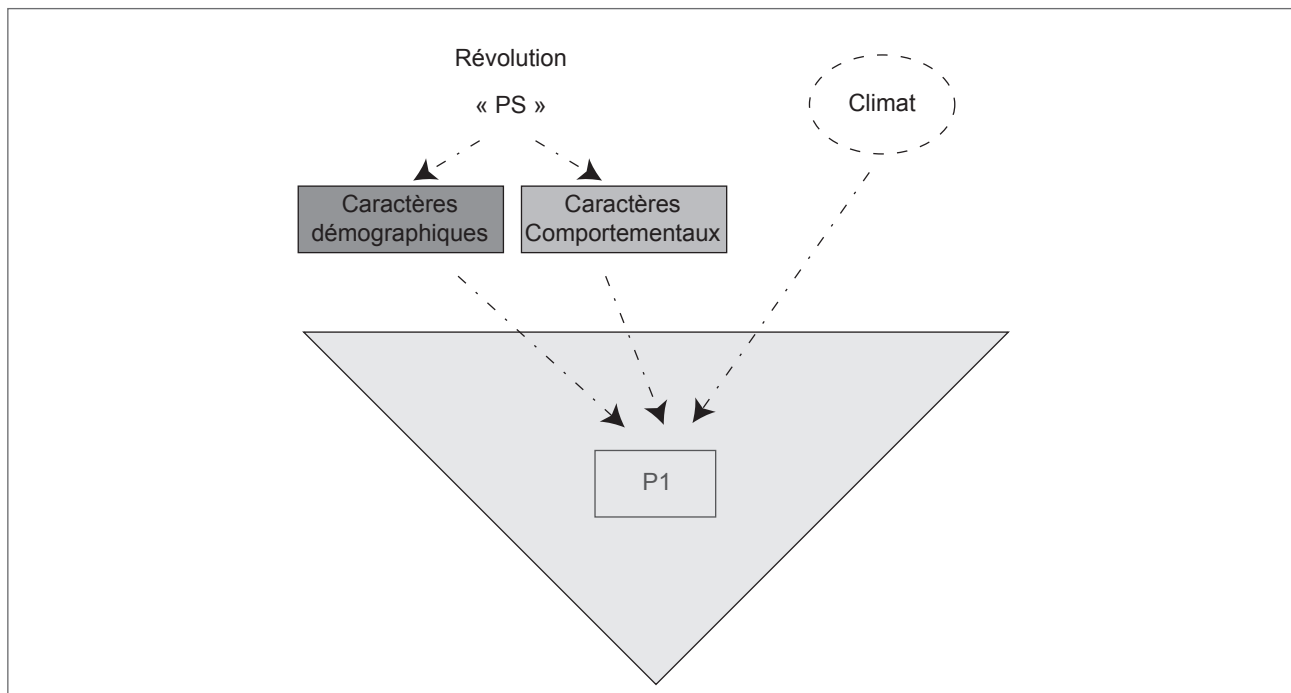 Révolution
« PS »
Climat
Caractères
démographiques
Caractères
Comportementaux
P1